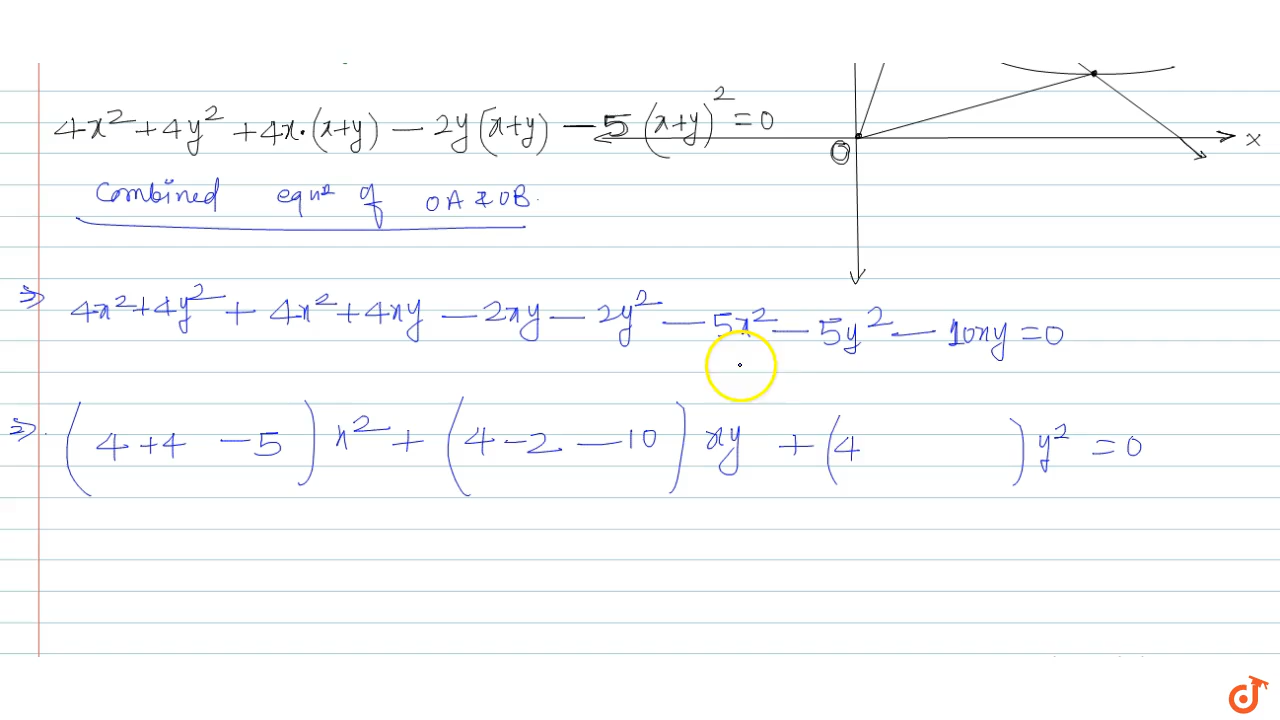 4x²+4y² +4x·(x+y) – 2y(x+y) – 5(x+y)² = 0
O
x
Combined eqnⁿ of OA & OB.
⇒ 4x²+4y² + 4x²+4xy – 2xy – 2y² – 5x² – 5y² – 10xy = 0
⇒ (4+4 –5)x² + (4–2 –10)xy + (4 )y² = 0